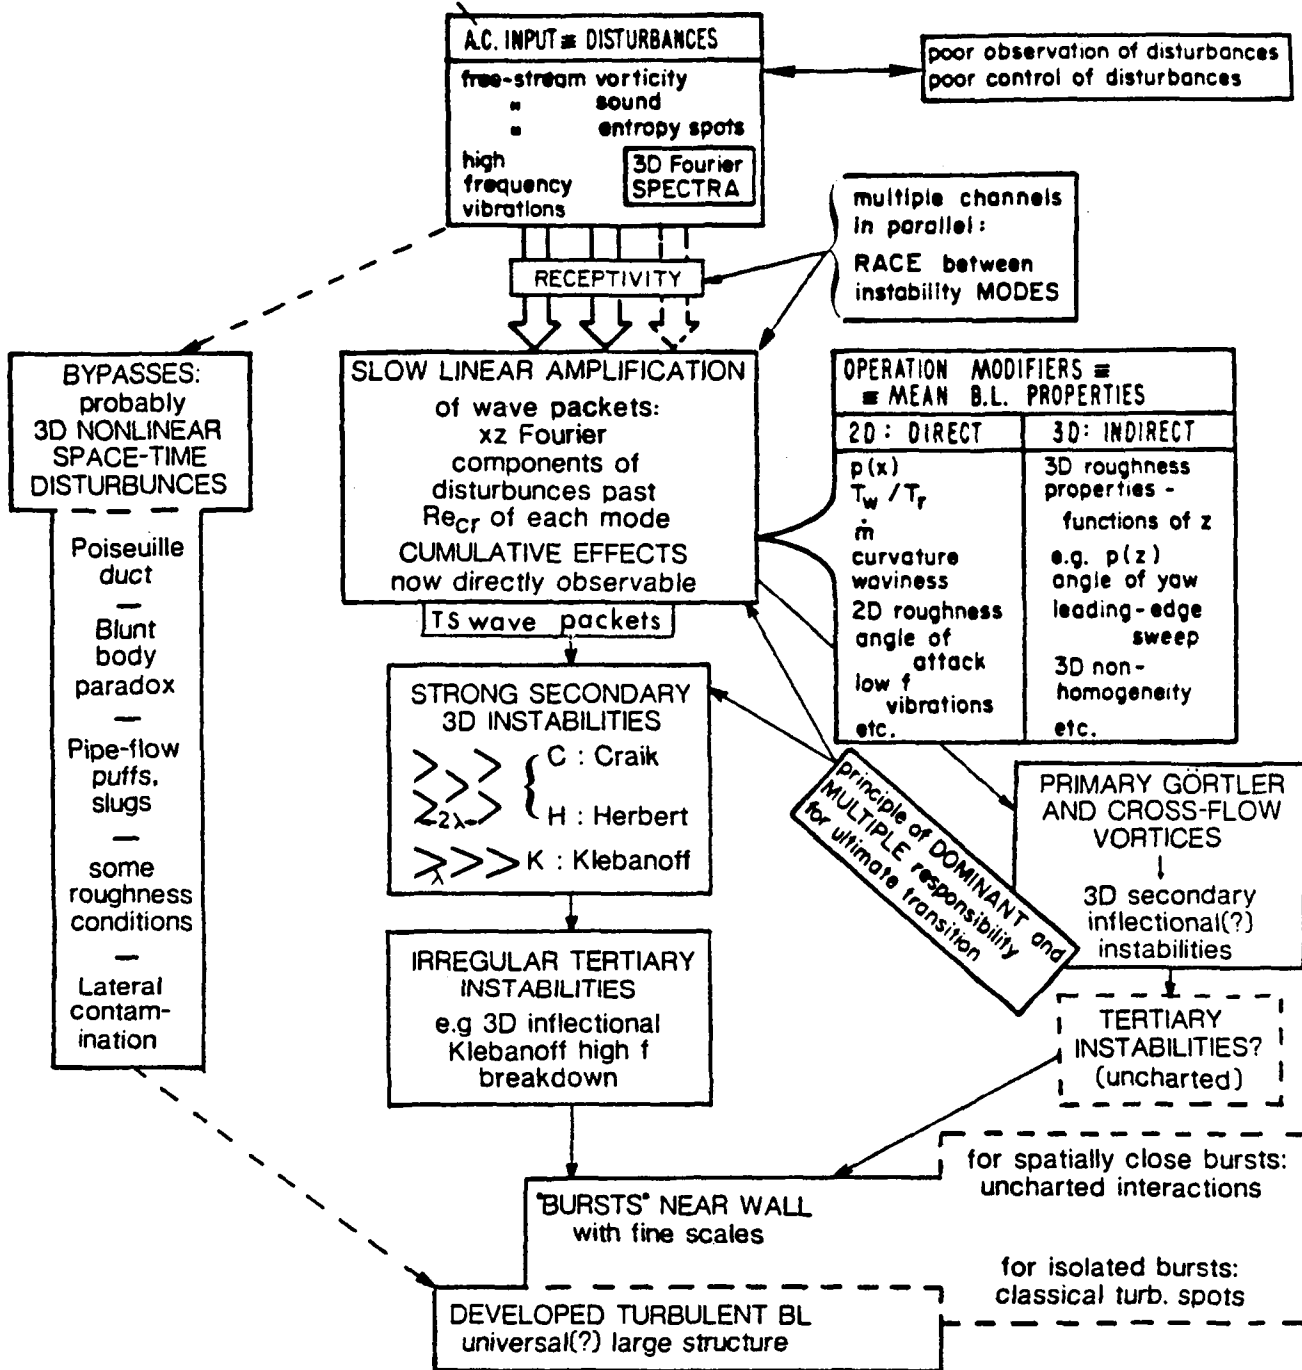 A.C. INPUT ≡ DISTURBANCES
free-stream vorticity
" sound
" entropy spots
high
frequency
vibrations
3D Fourier
SPECTRA
poor observation of disturbances
poor control of disturbances
multiple channels
in parallel:
RACE between
instability MODES
RECEPTIVITY
BYPASSES:
probably
3D NONLINEAR
SPACE-TIME
DISTURBUNCES
Poiseuille
duct
—
Blunt
body
paradox
—
Pipe-flow
puffs,
slugs
—
some
roughness
conditions
—
Lateral
contam-
ination
SLOW LINEAR AMPLIFICATION
of wave packets:
xz Fourier
components of
disturbunces past
Re_cr of each mode
CUMULATIVE EFFECTS
now directly observable
TS wave packets
OPERATION MODIFIERS ≡
≡ MEAN B.L. PROPERTIES
2D: DIRECT
p(x)
T_w / T_r
ṁ
curvature
waviness
2D roughness
angle of
attack
low f
vibrations
etc.
3D: INDIRECT
3D roughness
properties -
functions of z
e.g. p(z)
angle of yaw
leading-edge
sweep
3D non-
homogeneity
etc.
STRONG SECONDARY
3D INSTABILITIES
C : Craik
2λ
H : Herbert
λ
K : Klebanoff
principle of DOMINANT and
MULTIPLE responsibility
for ultimate transition
PRIMARY GÖRTLER
AND CROSS-FLOW
VORTICES
3D secondary
inflectional(?)
instabilities
IRREGULAR TERTIARY
INSTABILITIES
e.g 3D inflectional
Klebanoff high f
breakdown
TERTIARY
INSTABILITIES?
(uncharted)
"BURSTS" NEAR WALL
with fine scales
for spatially close bursts:
uncharted interactions
for isolated bursts:
classical turb. spots
DEVELOPED TURBULENT BL
universal(?) large structure